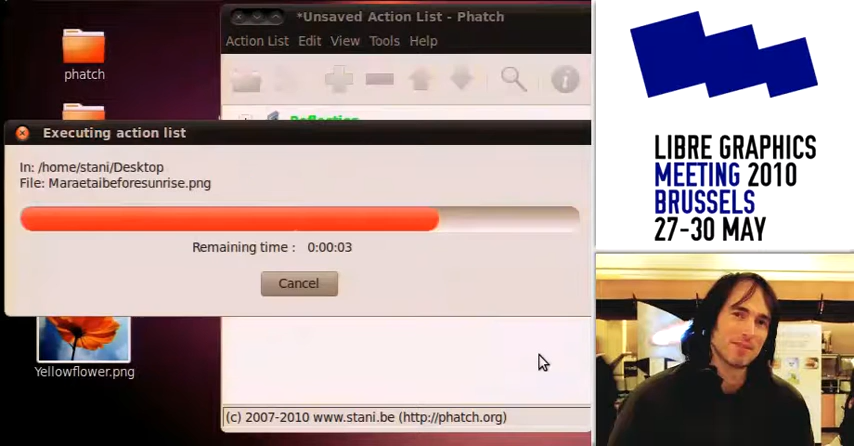 *Unsaved Action List - Phatch
Action List Edit View Tools Help
phatch
Reflection
Executing action list
In: /home/stani/Desktop
File: Maraetaibeforesunrise.png
Remaining time : 0:00:03
Cancel
Yellowflower.png
(c) 2007-2010 www.stani.be (http://phatch.org)
LIBRE GRAPHICS
MEETING 2010
BRUSSELS
27-30 MAY